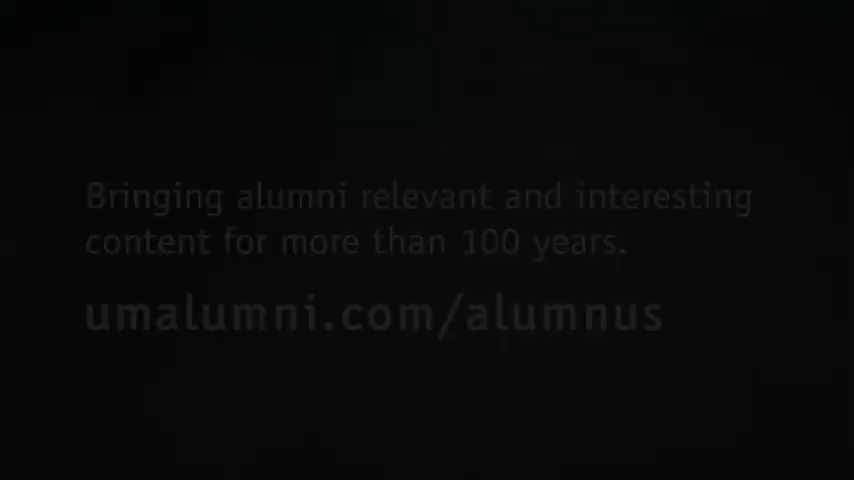 Bringing alumni relevant and interesting
content for more than 100 years.
umalumni.com/alumnus